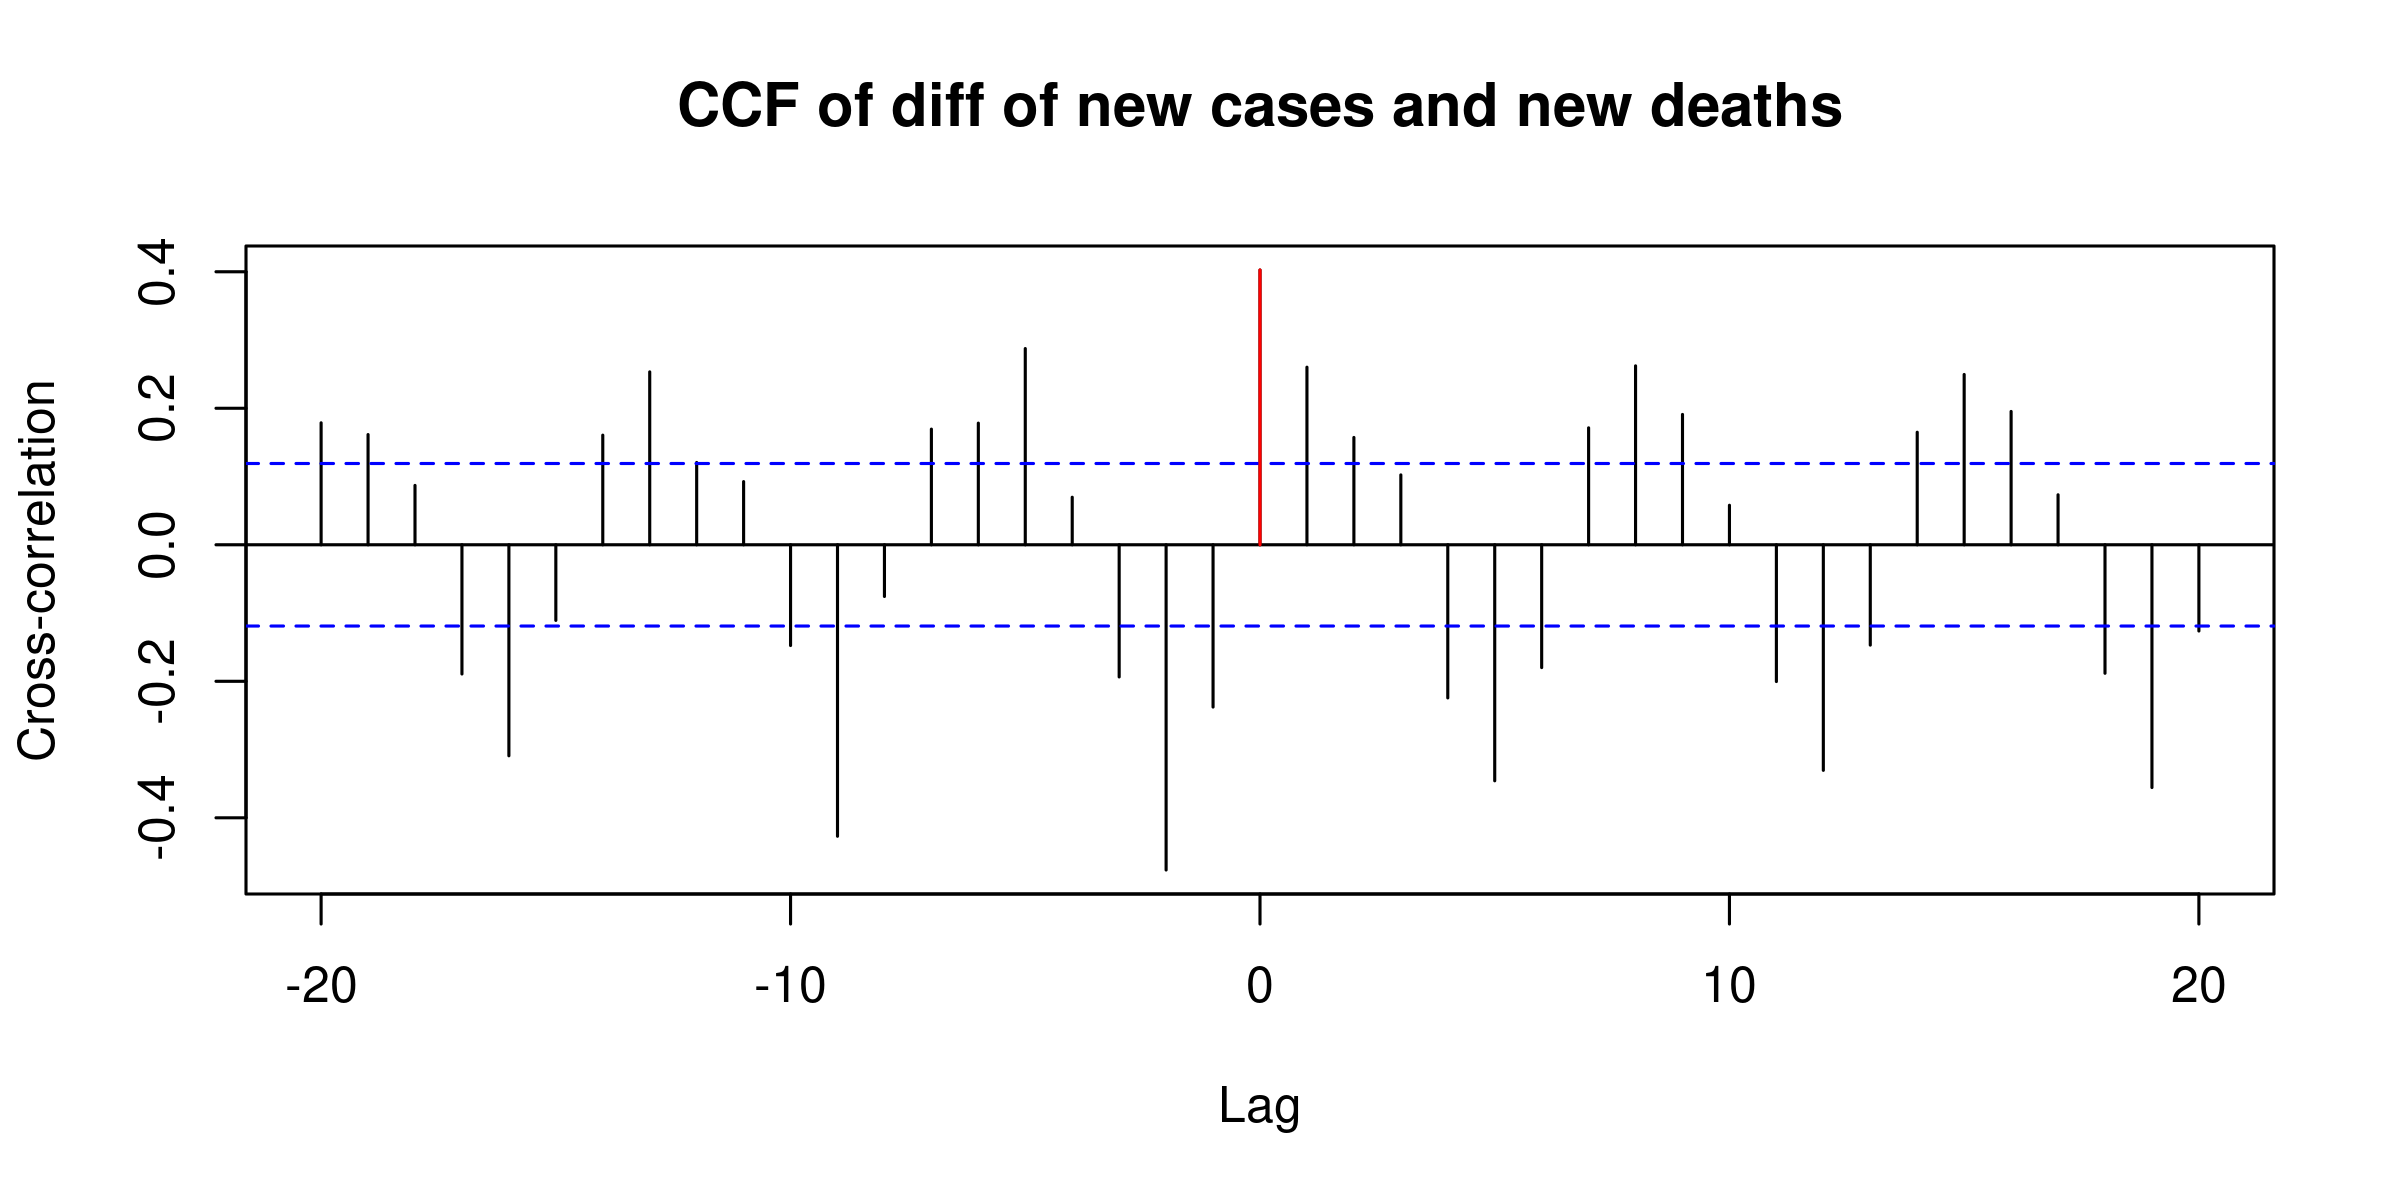 CCF of diff of new cases and new deaths
Cross-correlation
0.4
0.2
0.0
-0.2
-0.4
-20 -10 0 10 20
Lag